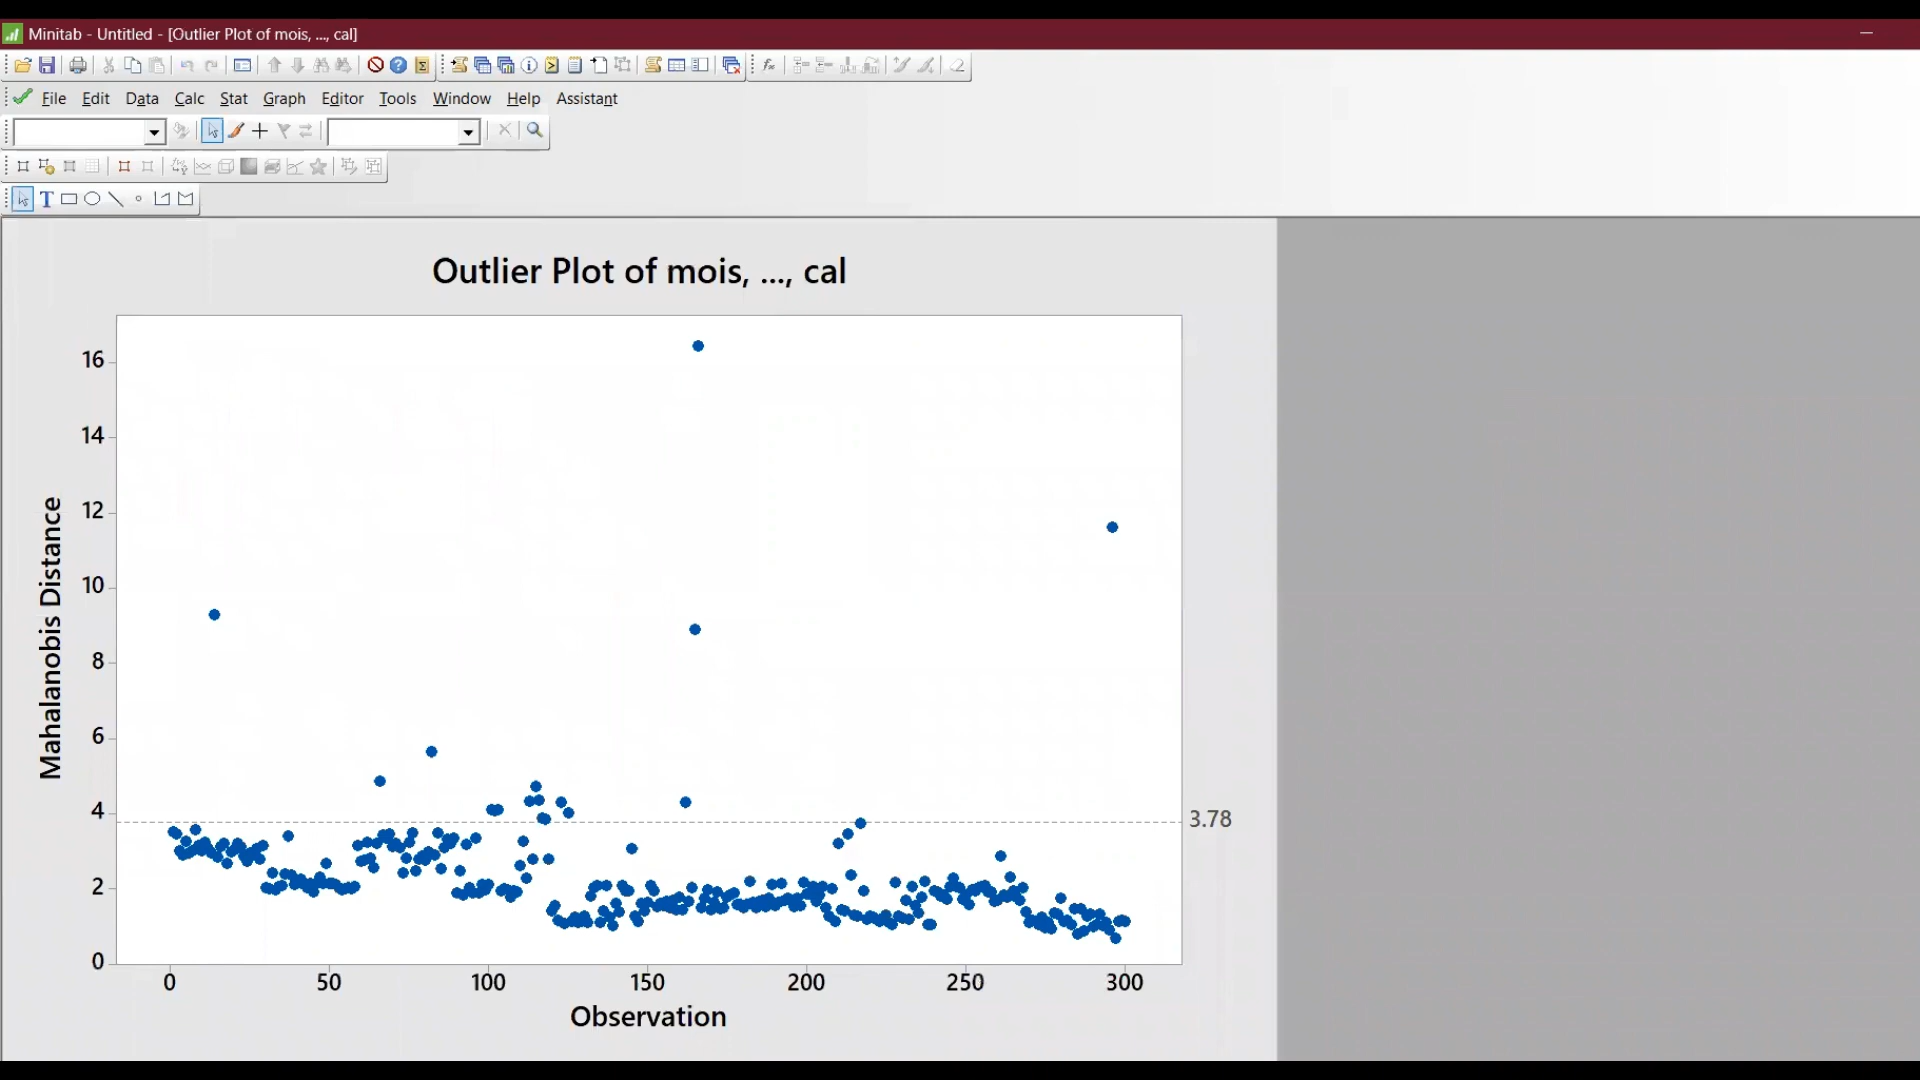 Minitab - Untitled - [Outlier Plot of mois, ..., cal]
File Edit Data Calc Stat Graph Editor Tools Window Help Assistant
Outlier Plot of mois, ..., cal
16
14
12
10
8
6
4
2
0
Mahalanobis Distance
3.78
0 50 100 150 200 250 300
Observation